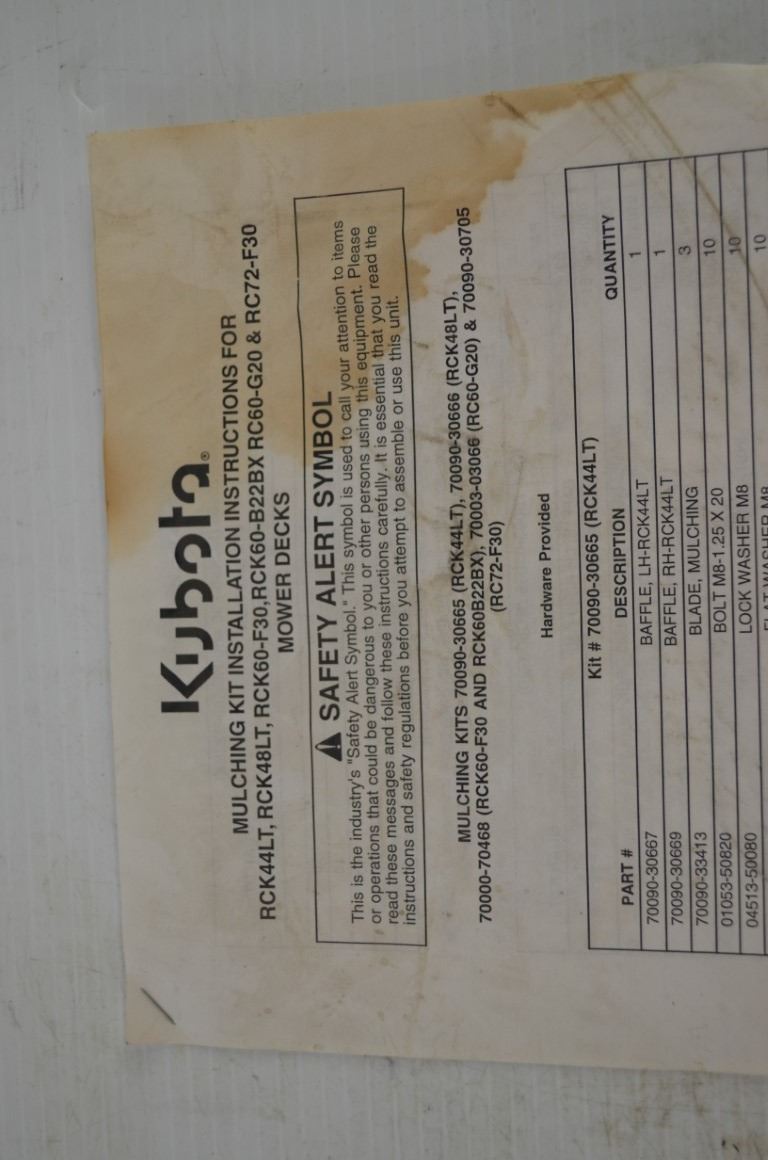 Kubota®
MULCHING KIT INSTALLATION INSTRUCTIONS FOR
RCK44LT, RCK48LT, RCK60-F30,RCK60-B22BX RC60-G20 & RC72-F30
MOWER DECKS
SAFETY ALERT SYMBOL
This is the industry's "Safety Alert Symbol." This symbol is used to call your attention to items
or operations that could be dangerous to you or other persons using this equipment. Please
read these messages and follow these instructions carefully. It is essential that you read the
instructions and safety regulations before you attempt to assemble or use this unit.
MULCHING KITS 70090-30665 (RCK44LT), 70090-30666 (RCK48LT),
70000-70468 (RCK60-F30 AND RCK60B22BX), 70003-03066 (RC60-G20) & 70090-30705
(RC72-F30)
Hardware Provided
Kit # 70090-30665 (RCK44LT)
PART # DESCRIPTION QUANTITY
70090-30667 BAFFLE, LH-RCK44LT 1
70090-30669 BAFFLE, RH-RCK44LT 1
70090-33413 BLADE, MULCHING 3
01053-50820 BOLT M8-1.25 X 20 10
04513-50080 LOCK WASHER M8 10
FLAT WASHER M8 10